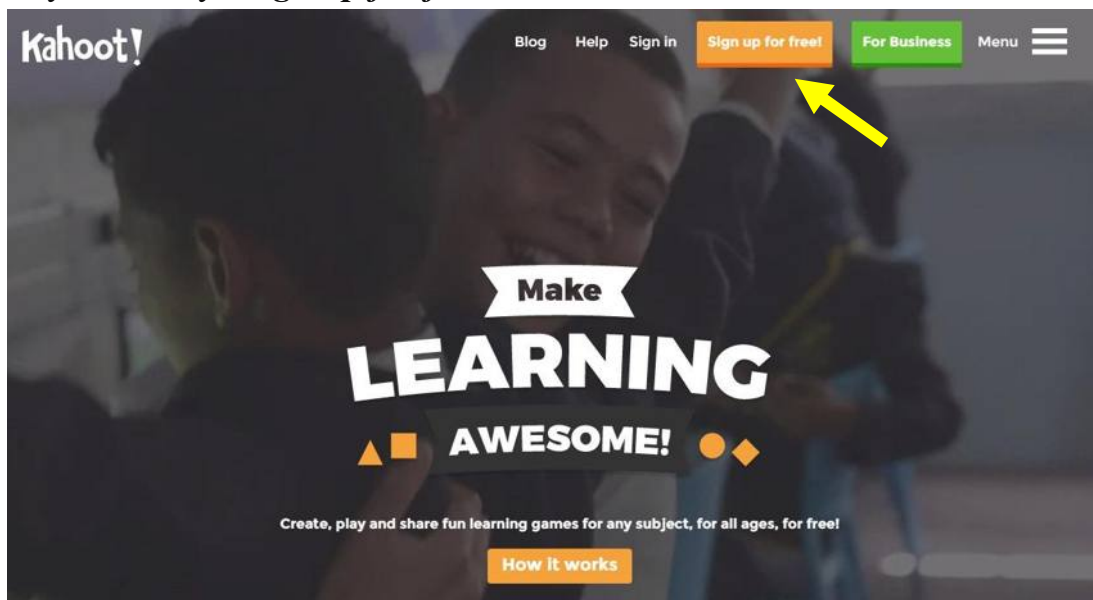 Kahoot!
Blog Help Sign in Sign up for free! For Business Menu
Make
LEARNING
AWESOME!
Create, play and share fun learning games for any subject, for all ages, for free!
How it works